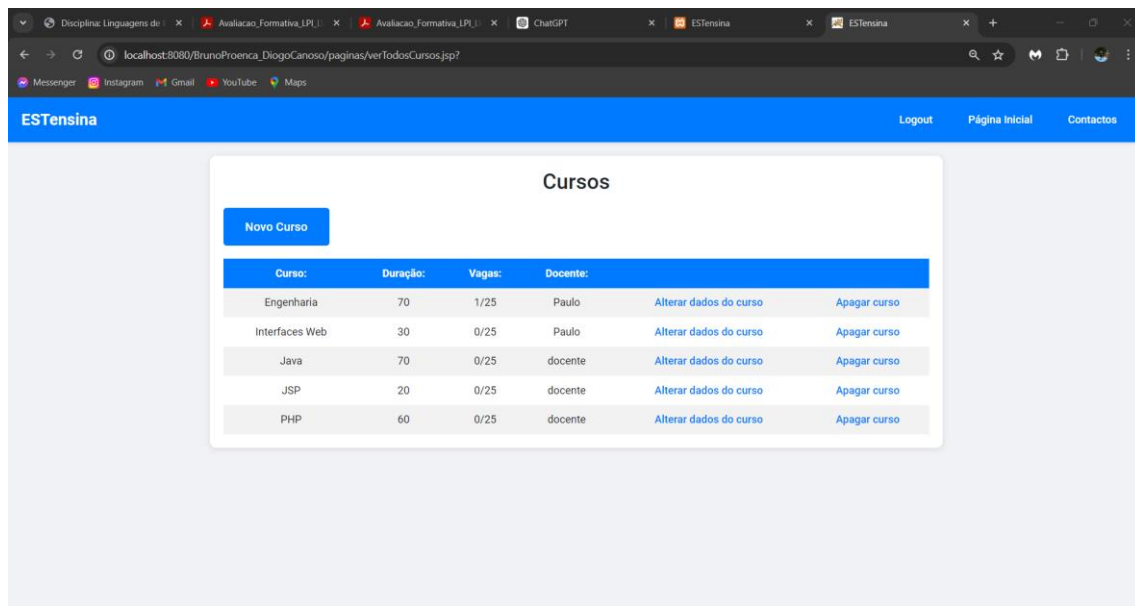 Disciplina: Linguagens de
Avaliacao_Formativa_LPI_
Avaliacao_Formativa_LPI_
ChatGPT
ESTensina
ESTensina
localhost:8080/BrunoProenca_DiogoCanoso/paginas/verTodosCursos.jsp?
Messenger Instagram Gmail YouTube Maps
ESTensina Logout Página Inicial Contactos
Cursos
Novo Curso
Curso: Duração: Vagas: Docente:
Engenharia 70 1/25 Paulo Alterar dados do curso Apagar curso
Interfaces Web 30 0/25 Paulo Alterar dados do curso Apagar curso
Java 70 0/25 docente Alterar dados do curso Apagar curso
JSP 20 0/25 docente Alterar dados do curso Apagar curso
PHP 60 0/25 docente Alterar dados do curso Apagar curso